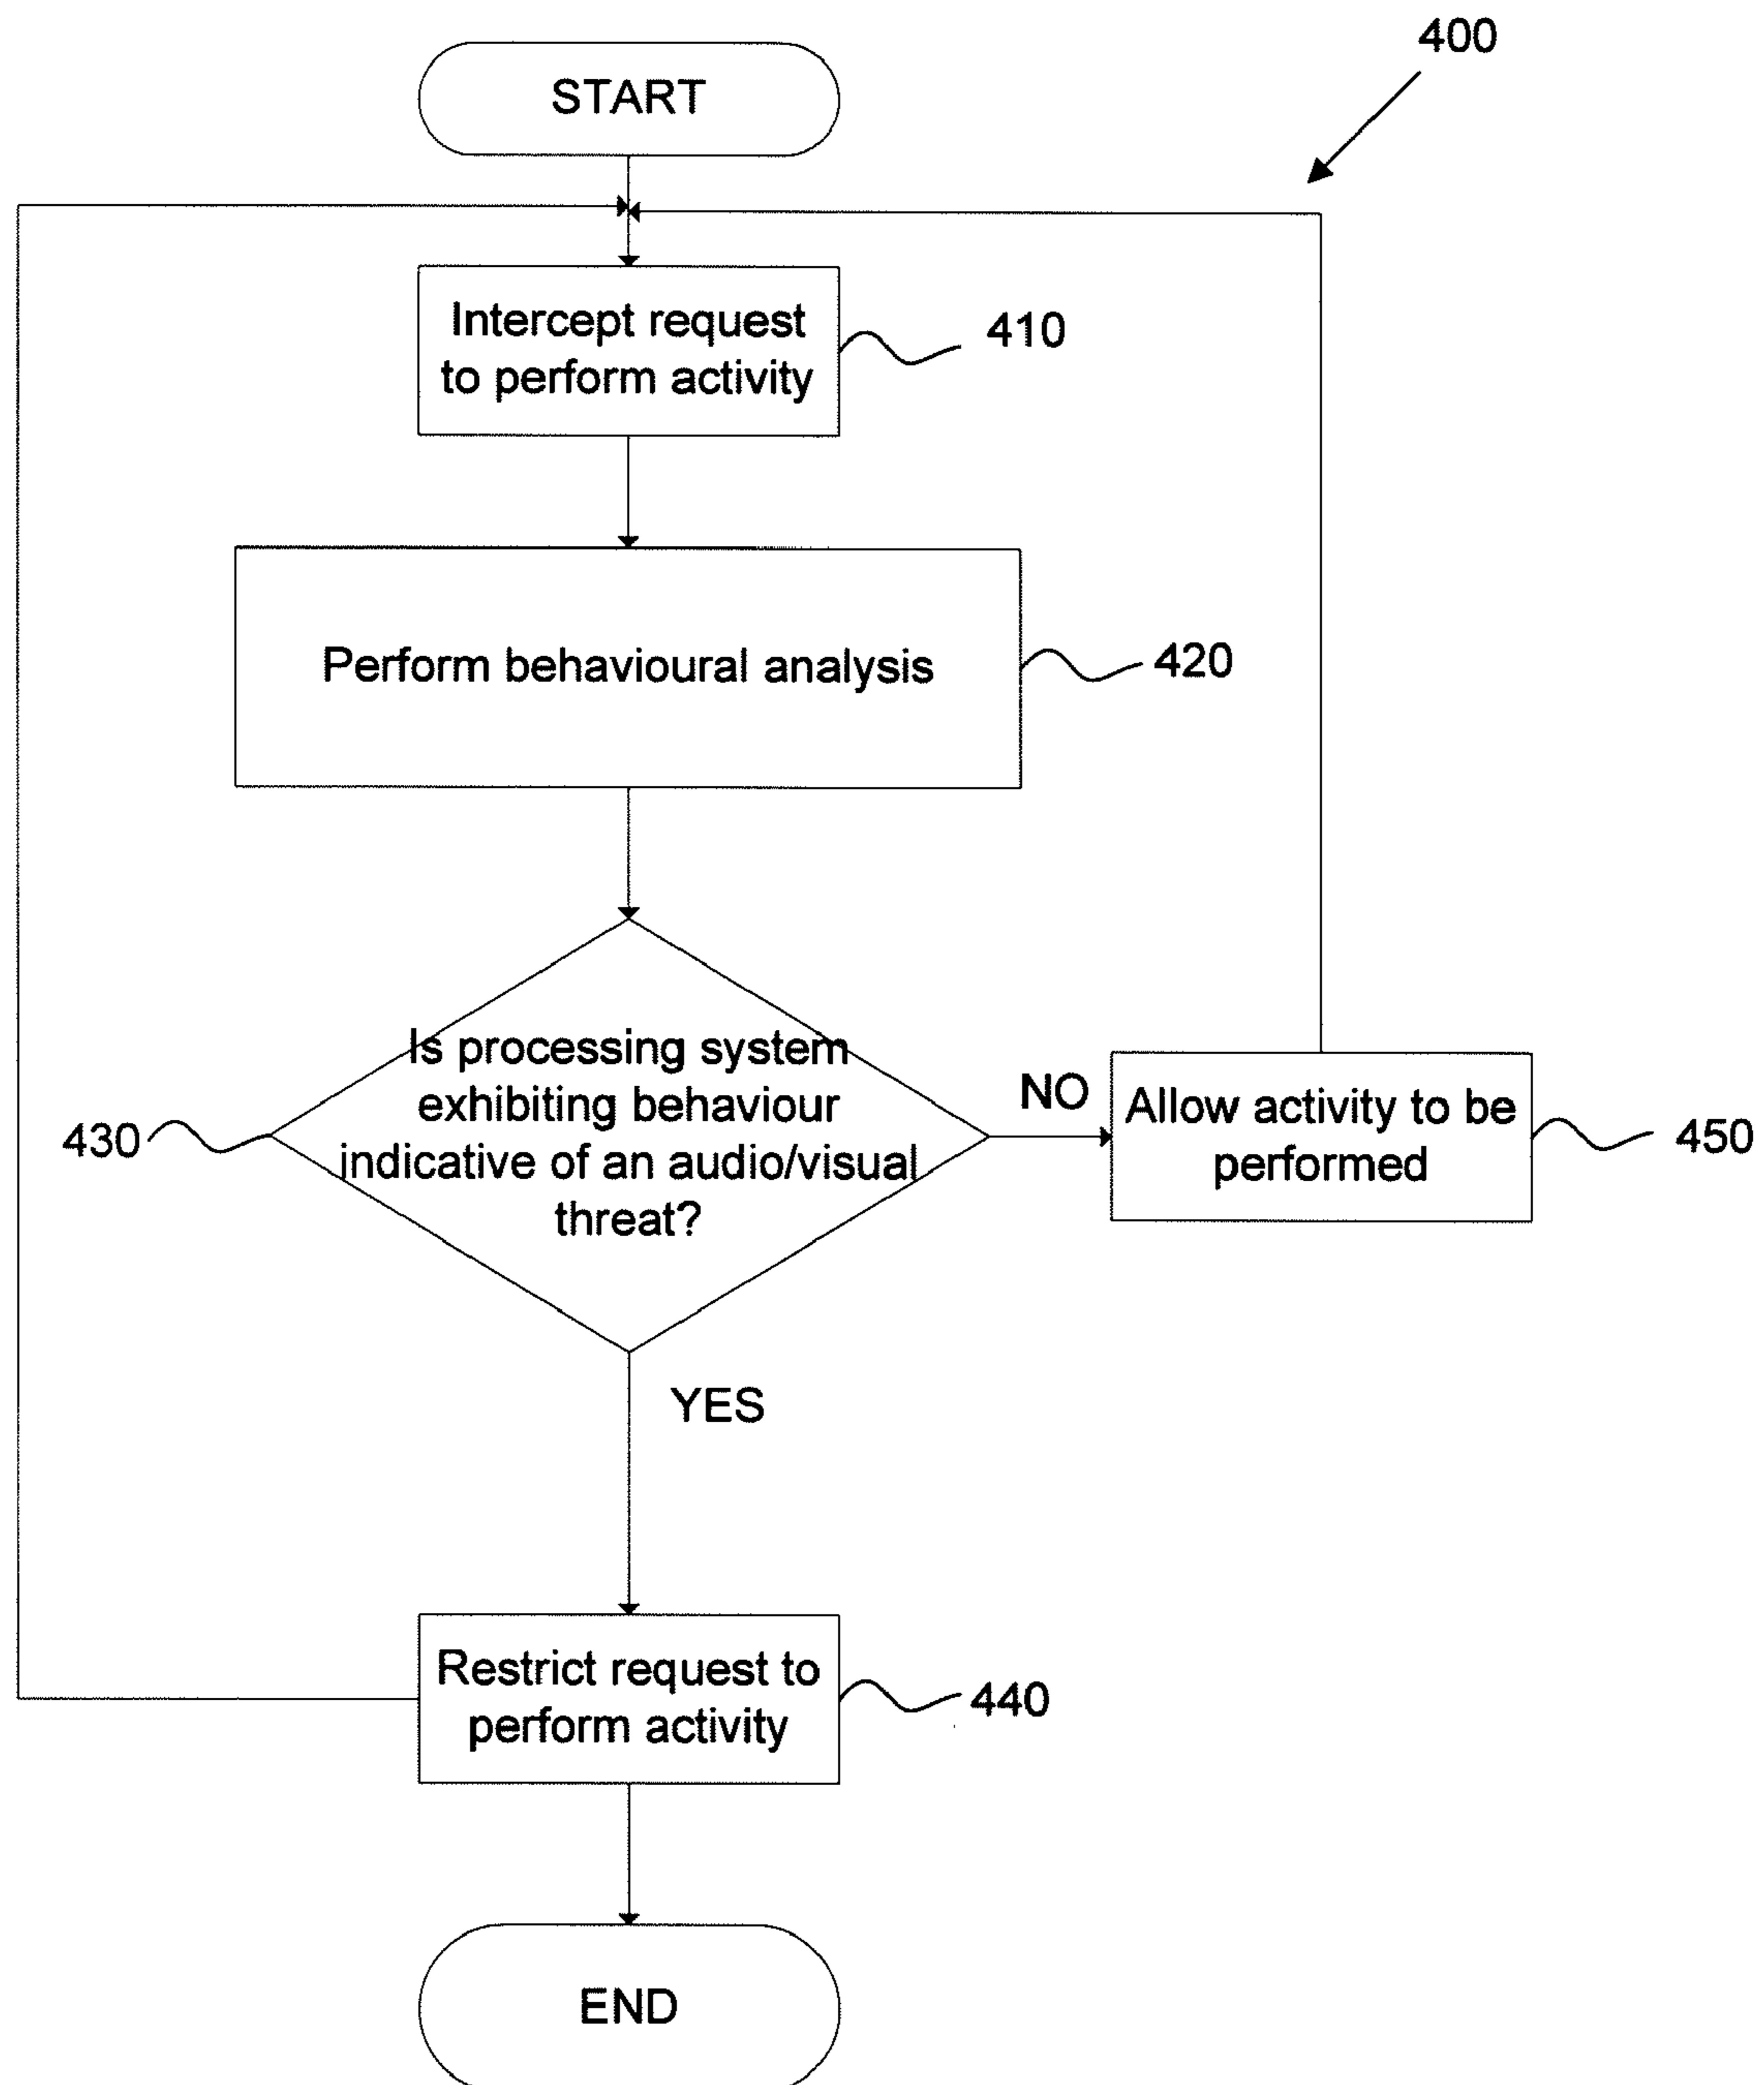 400
START
Intercept request
to perform activity
410
Perform behavioural analysis
420
Is processing system
exhibiting behaviour
indicative of an audio/visual
threat?
430
NO
Allow activity to be
performed
450
YES
Restrict request to
perform activity
440
END